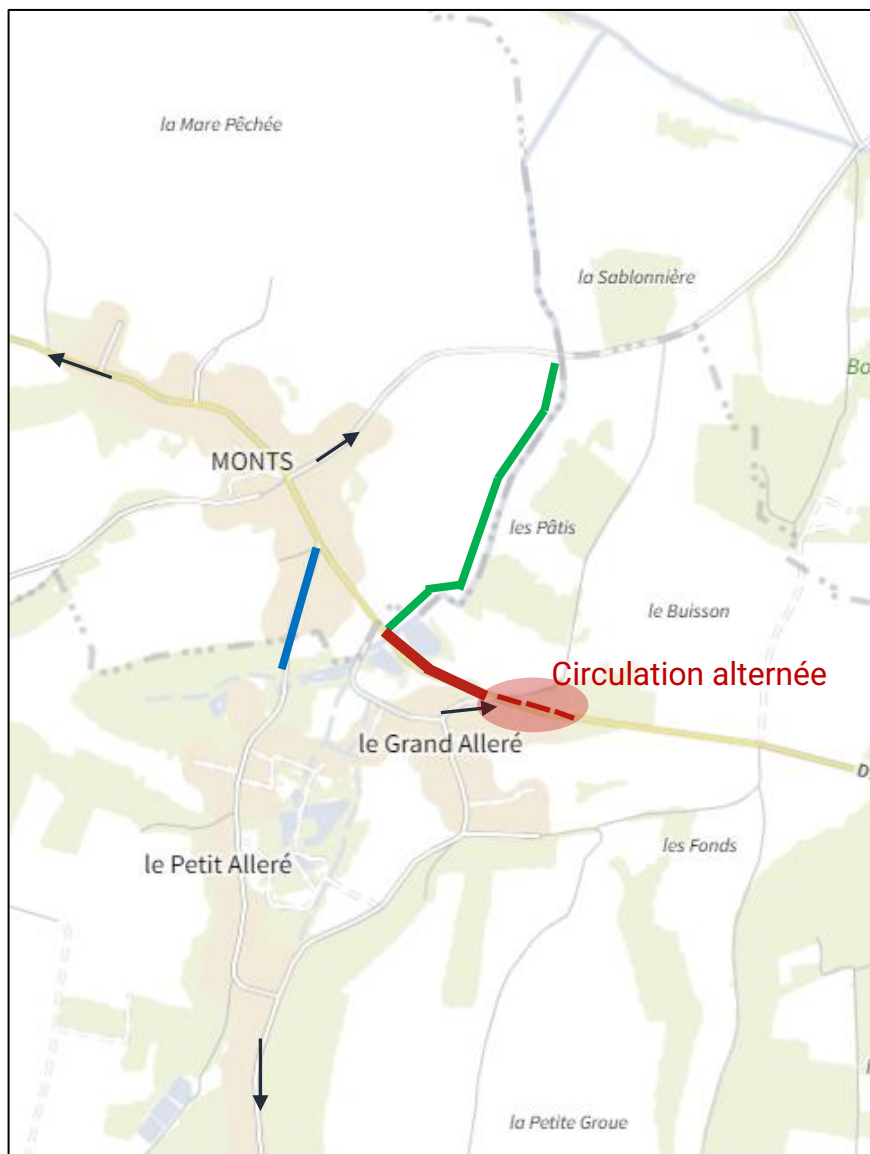 la Mare Pêchée
la Sablonnière
Bo
MONTS
les Pâtis
le Buisson
Circulation alternée
le Grand Alleré
D
les Fonds
le Petit Alleré
la Petite Groue